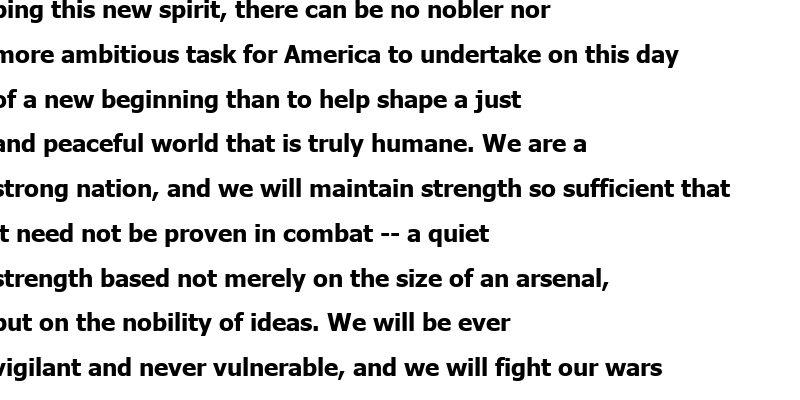 ping this new spirit, there can be no nobler nor
more ambitious task for America to undertake on this day
of a new beginning than to help shape a just
and peaceful world that is truly humane. We are a
strong nation, and we will maintain strength so sufficient that
t need not be proven in combat -- a quiet
strength based not merely on the size of an arsenal,
but on the nobility of ideas. We will be ever
vigilant and never vulnerable, and we will fight our wars